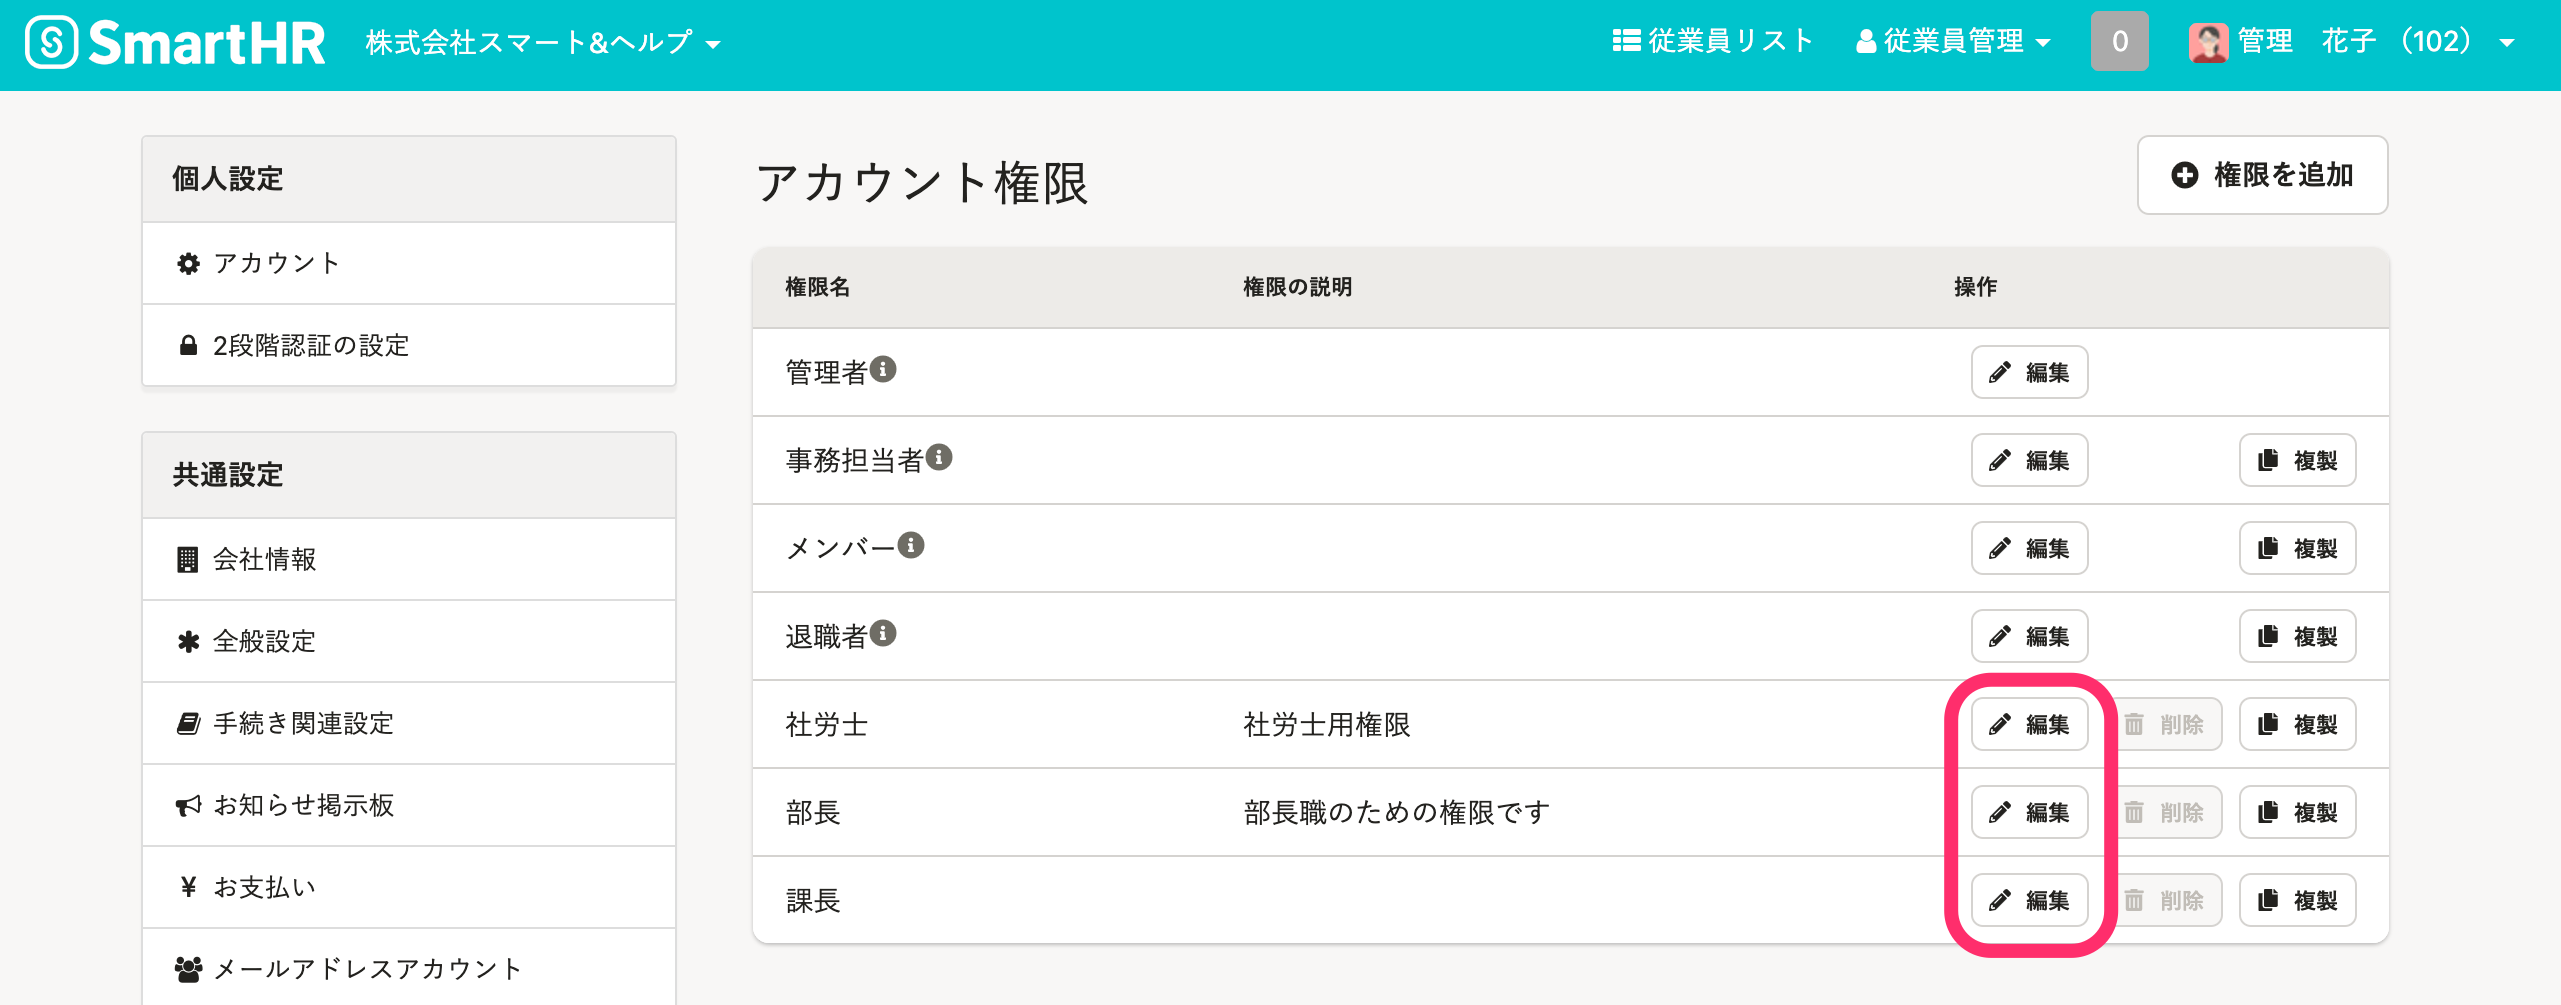 SmartHR 株式会社スマート&ヘルプ 従業員リスト 従業員管理 0 管理 花子 （102）
個人設定
アカウント
2段階認証の設定
共通設定
会社情報
全般設定
手続き関連設定
お知らせ掲示板
¥ お支払い
メールアドレスアカウント
アカウント権限
権限を追加
権限名 権限の説明 操作
管理者 編集
事務担当者 編集 複製
メンバー 編集 複製
退職者 編集 複製
社労士 社労士用権限 編集 削除 複製
部長 部長職のための権限です 編集 削除 複製
課長 編集 削除 複製